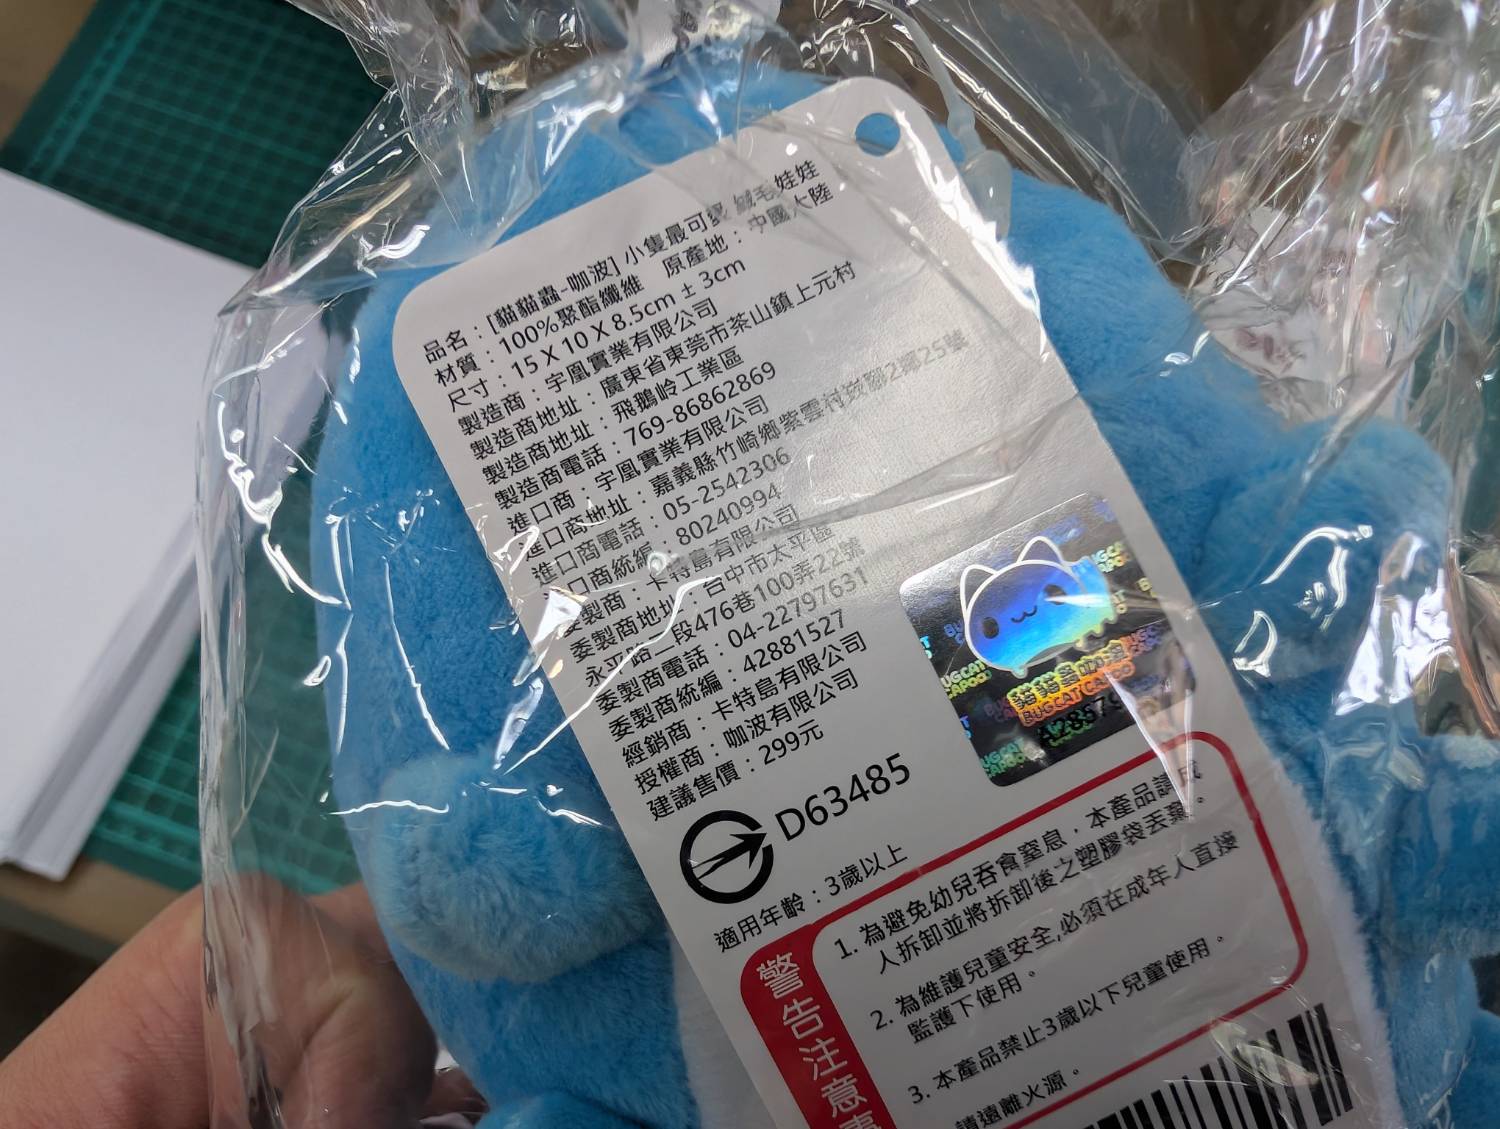 品名：[貓貓蟲-咖波] 小隻最可愛 絨毛娃娃
材質：100%聚酯纖維 原產地：中國大陸
尺寸：15 X 10 X 8.5cm ± 3cm
製造商：宇凰實業有限公司
製造商地址：廣東省東莞市茶山鎮上元村
製造商地址：飛鵝岭工業區
製造商電話：769-86862869
進口商：宇凰實業有限公司
進口商地址：嘉義縣竹崎鄉紫雲村崁腳2鄰25號
進口商電話：05-2542306
進口商統編：80240994
委製商：卡特島有限公司
委製商地址：台中市太平區
永平路二段476巷100弄22號
委製商電話：04-22797631
委製商統編：42881527
經銷商：卡特島有限公司
授權商：咖波有限公司
建議售價：299元
D63485
適用年齡：3歲以上
貓貓蟲咖波
BUGCAT CAPOO
警告注意
1. 為避免幼兒吞食窒息，本產品請成
人拆卸並將拆卸後之塑膠袋丟棄。
2. 為維護兒童安全,必須在成年人直接
監護下使用。
3. 本產品禁止3歲以下兒童使用。
請遠離火源。